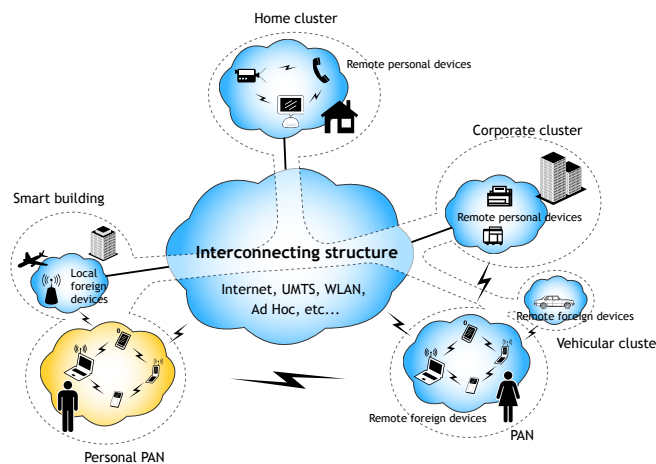 Home cluster
Remote personal devices
Corporate cluster
Remote personal devices
Smart building
Local
foreign
devices
Interconnecting structure
Internet, UMTS, WLAN,
Ad Hoc, etc...
Remote foreign devices
Vehicular cluste
Remote foreign devices
PAN
Personal PAN